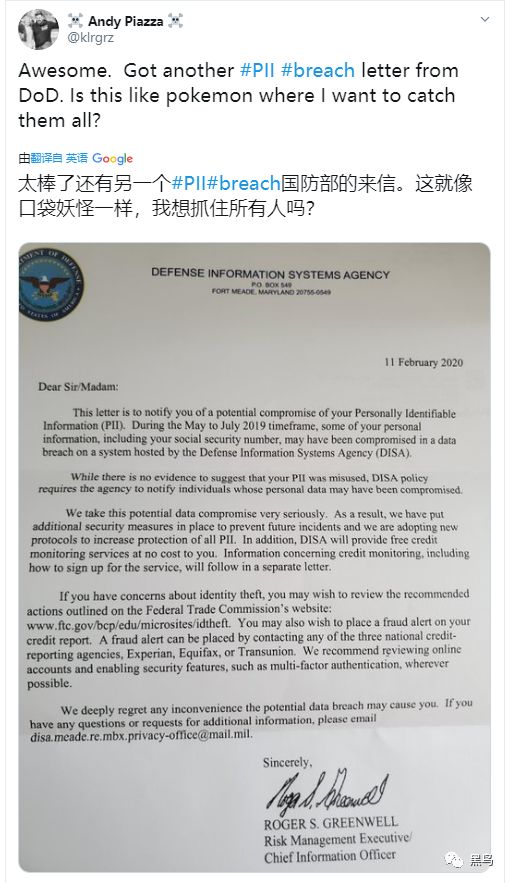 Andy Piazza
@klrgrz
Awesome. Got another #PII #breach letter from
DoD. Is this like pokemon where I want to catch
them all?
由翻译自 英语 Google
太棒了还有另一个#PII#breach国防部的来信。这就像
口袋妖怪一样，我想抓住所有人吗？
DEFENSE INFORMATION SYSTEMS AGENCY
P.O. BOX 549
FORT MEADE, MARYLAND 20755-0549
11 February 2020
Dear Sir/Madam:
This letter is to notify you of a potential compromise of your Personally Identifiable
Information (PII). During the May to July 2019 timeframe, some of your personal
information, including your social security number, may have been compromised in a data
breach on a system hosted by the Defense Information Systems Agency (DISA).
While there is no evidence to suggest that your PII was misused, DISA policy
requires the agency to notify individuals whose personal data may have been compromised.
We take this potential data compromise very seriously. As a result, we have put
additional security measures in place to prevent future incidents and we are adopting new
protocols to increase protection of all PII. In addition, DISA will provide free credit
monitoring services at no cost to you. Information concerning credit monitoring, including
how to sign up for the service, will follow in a separate letter.
If you have concerns about identity theft, you may wish to review the recommended
actions outlined on the Federal Trade Commission's website:
www.ftc.gov/bcp/edu/microsites/idtheft. You may also wish to place a fraud alert on your
credit report. A fraud alert can be placed by contacting any of the three national credit-
reporting agencies, Experian, Equifax, or Transunion. We recommend reviewing online
accounts and enabling security features, such as multi-factor authentication, wherever
possible.
We deeply regret any inconvenience the potential data breach may cause you. If you
have any questions or requests for additional information, please email
disa.meade.re.mbx.privacy-office@mail.mil.
Sincerely,
Roger S. Greenwell
ROGER S. GREENWELL
Risk Management Executive/
Chief Information Officer
黑鸟